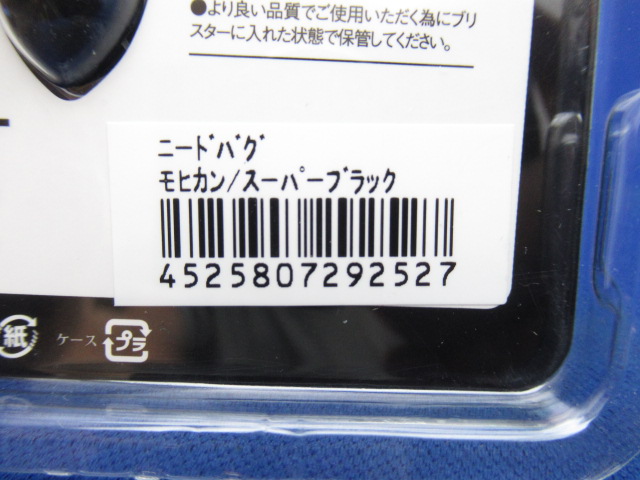 ●より良い品質でご使用いただく為にブリ
スターに入れた状態で保管してください。
ニードバグ
モヒカン/スーパーブラック
4525807292527
紙
ケース プラ